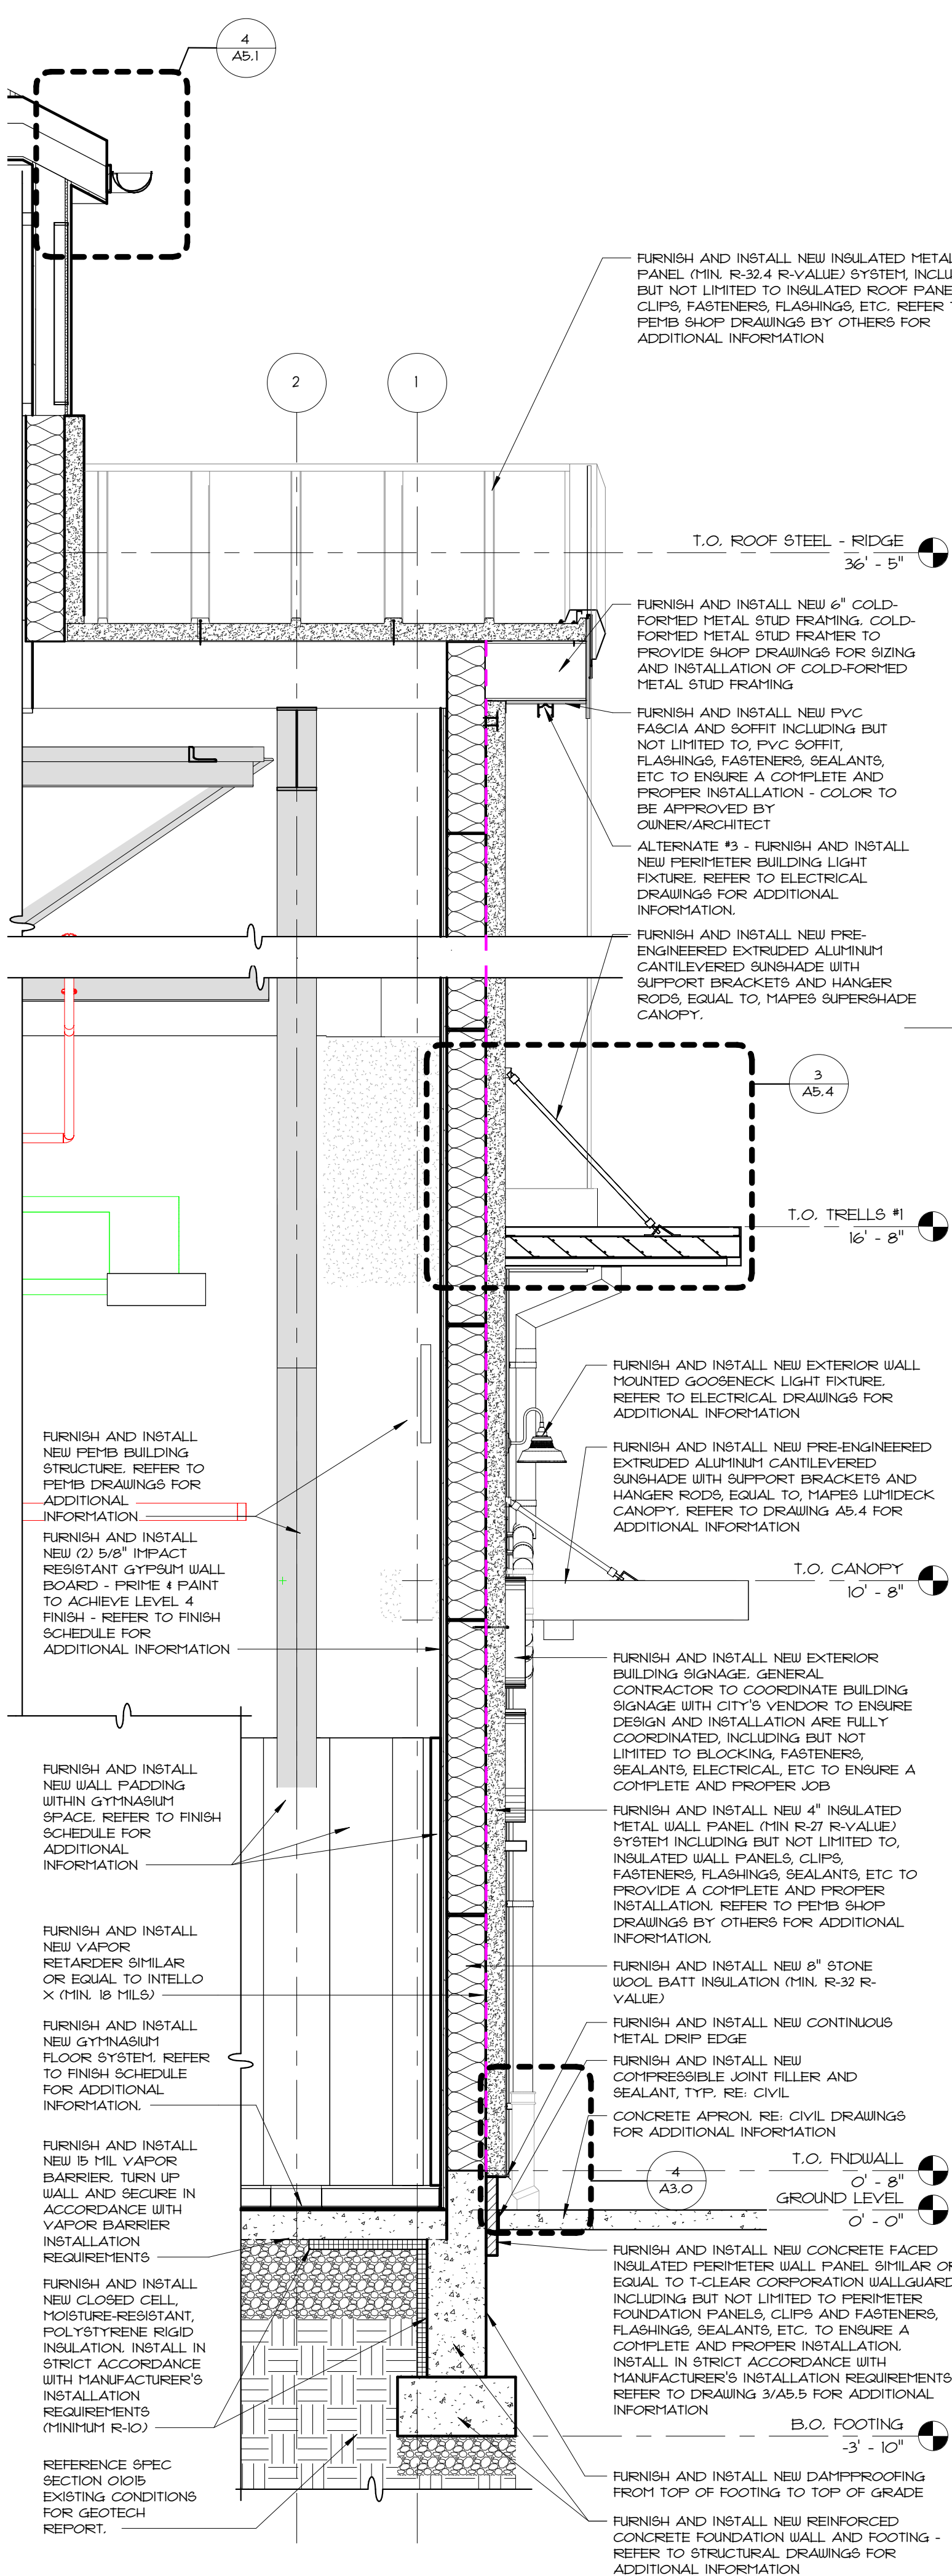 4
A5.1
FURNISH AND INSTALL NEW INSULATED METAL
PANEL (MIN. R-32.4 R-VALUE) SYSTEM, INCLU
BUT NOT LIMITED TO INSULATED ROOF PANE
CLIPS, FASTENERS, FLASHINGS, ETC. REFER
PEMB SHOP DRAWINGS BY OTHERS FOR
ADDITIONAL INFORMATION
2
1
T.O. ROOF STEEL - RIDGE
36' - 5"
FURNISH AND INSTALL NEW 6" COLD-
FORMED METAL STUD FRAMING. COLD-
FORMED METAL STUD FRAMER TO
PROVIDE SHOP DRAWINGS FOR SIZING
AND INSTALLATION OF COLD-FORMED
METAL STUD FRAMING
FURNISH AND INSTALL NEW PVC
FASCIA AND SOFFIT INCLUDING BUT
NOT LIMITED TO, PVC SOFFIT,
FLASHINGS, FASTENERS, SEALANTS,
ETC TO ENSURE A COMPLETE AND
PROPER INSTALLATION - COLOR TO
BE APPROVED BY
OWNER/ARCHITECT
ALTERNATE #3 - FURNISH AND INSTALL
NEW PERIMETER BUILDING LIGHT
FIXTURE. REFER TO ELECTRICAL
DRAWINGS FOR ADDITIONAL
INFORMATION.
FURNISH AND INSTALL NEW PRE-
ENGINEERED EXTRUDED ALUMINUM
CANTILEVERED SUNSHADE WITH
SUPPORT BRACKETS AND HANGER
RODS, EQUAL TO, MAPES SUPERSHADE
CANOPY.
3
A5.4
T.O. TRELLS #1
16' - 8"
FURNISH AND INSTALL NEW EXTERIOR WALL
MOUNTED GOOSENECK LIGHT FIXTURE.
REFER TO ELECTRICAL DRAWINGS FOR
ADDITIONAL INFORMATION
FURNISH AND INSTALL NEW PRE-ENGINEERED
EXTRUDED ALUMINUM CANTILEVERED
SUNSHADE WITH SUPPORT BRACKETS AND
HANGER RODS, EQUAL TO, MAPES LUMIDECK
CANOPY. REFER TO DRAWING A5.4 FOR
ADDITIONAL INFORMATION
T.O. CANOPY
10' - 8"
FURNISH AND INSTALL NEW EXTERIOR
BUILDING SIGNAGE. GENERAL
CONTRACTOR TO COORDINATE BUILDING
SIGNAGE WITH CITY'S VENDOR TO ENSURE
DESIGN AND INSTALLATION ARE FULLY
COORDINATED, INCLUDING BUT NOT
LIMITED TO BLOCKING, FASTENERS,
SEALANTS, ELECTRICAL, ETC TO ENSURE A
COMPLETE AND PROPER JOB
FURNISH AND INSTALL NEW 4" INSULATED
METAL WALL PANEL (MIN R-27 R-VALUE)
SYSTEM INCLUDING BUT NOT LIMITED TO,
INSULATED WALL PANELS, CLIPS,
FASTENERS, FLASHINGS, SEALANTS, ETC TO
PROVIDE A COMPLETE AND PROPER
INSTALLATION. REFER TO PEMB SHOP
DRAWINGS BY OTHERS FOR ADDITIONAL
INFORMATION.
FURNISH AND INSTALL NEW 8" STONE
WOOL BATT INSULATION (MIN. R-32 R-
VALUE)
FURNISH AND INSTALL NEW CONTINUOUS
METAL DRIP EDGE
FURNISH AND INSTALL NEW
COMPRESSIBLE JOINT FILLER AND
SEALANT, TYP. RE: CIVIL
CONCRETE APRON. RE: CIVIL DRAWINGS
FOR ADDITIONAL INFORMATION
4
A3.0
T.O. FNDWALL
0' - 8"
GROUND LEVEL
0' - 0"
FURNISH AND INSTALL NEW CONCRETE FACED
INSULATED PERIMETER WALL PANEL SIMILAR OR
EQUAL TO T-CLEAR CORPORATION WALLGUARD
INCLUDING BUT NOT LIMITED TO PERIMETER
FOUNDATION PANELS, CLIPS AND FASTENERS,
FLASHINGS, SEALANTS, ETC. TO ENSURE A
COMPLETE AND PROPER INSTALLATION.
INSTALL IN STRICT ACCORDANCE WITH
MANUFACTURER'S INSTALLATION REQUIREMENTS
REFER TO DRAWING 3/A5.5 FOR ADDITIONAL
INFORMATION
B.O. FOOTING
-3' - 10"
FURNISH AND INSTALL NEW DAMPPROOFING
FROM TOP OF FOOTING TO TOP OF GRADE
FURNISH AND INSTALL NEW REINFORCED
CONCRETE FOUNDATION WALL AND FOOTING -
REFER TO STRUCTURAL DRAWINGS FOR
ADDITIONAL INFORMATION
FURNISH AND INSTALL
NEW PEMB BUILDING
STRUCTURE. REFER TO
PEMB DRAWINGS FOR
ADDITIONAL
INFORMATION
FURNISH AND INSTALL
NEW (2) 5/8" IMPACT
RESISTANT GYPSUM WALL
BOARD - PRIME & PAINT
TO ACHIEVE LEVEL 4
FINISH - REFER TO FINISH
SCHEDULE FOR
ADDITIONAL INFORMATION
FURNISH AND INSTALL
NEW WALL PADDING
WITHIN GYMNASIUM
SPACE. REFER TO FINISH
SCHEDULE FOR
ADDITIONAL
INFORMATION
FURNISH AND INSTALL
NEW VAPOR
RETARDER SIMILAR
OR EQUAL TO INTELLO
X (MIN. 18 MILS)
FURNISH AND INSTALL
NEW GYMNASIUM
FLOOR SYSTEM. REFER
TO FINISH SCHEDULE
FOR ADDITIONAL
INFORMATION.
FURNISH AND INSTALL
NEW 15 MIL VAPOR
BARRIER. TURN UP
WALL AND SECURE IN
ACCORDANCE WITH
VAPOR BARRIER
INSTALLATION
REQUIREMENTS
FURNISH AND INSTALL
NEW CLOSED CELL,
MOISTURE-RESISTANT,
POLYSTYRENE RIGID
INSULATION. INSTALL IN
STRICT ACCORDANCE
WITH MANUFACTURER'S
INSTALLATION
REQUIREMENTS
(MINIMUM R-10)
REFERENCE SPEC
SECTION 01015
EXISTING CONDITIONS
FOR GEOTECH
REPORT.